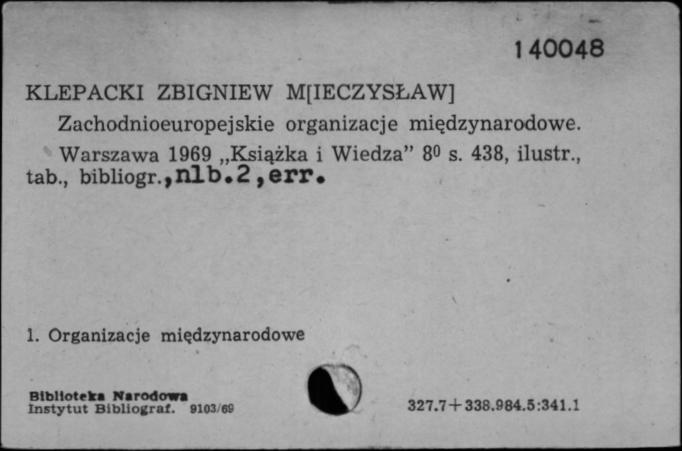 140048
KLEPACKI ZBIGNIEW M[IECZYSŁAW]
Zachodnioeuropejskie organizacje międzynarodowe.
Warszawa 1969 „Książka i Wiedza” 8⁰ s. 438, ilustr.,
tab., bibliogr.,nlb.2,err.
1. Organizacje międzynarodowe
Biblioteka Narodowa
Instytut Bibliograf. 9103/69
327.7+338.984.5:341.1